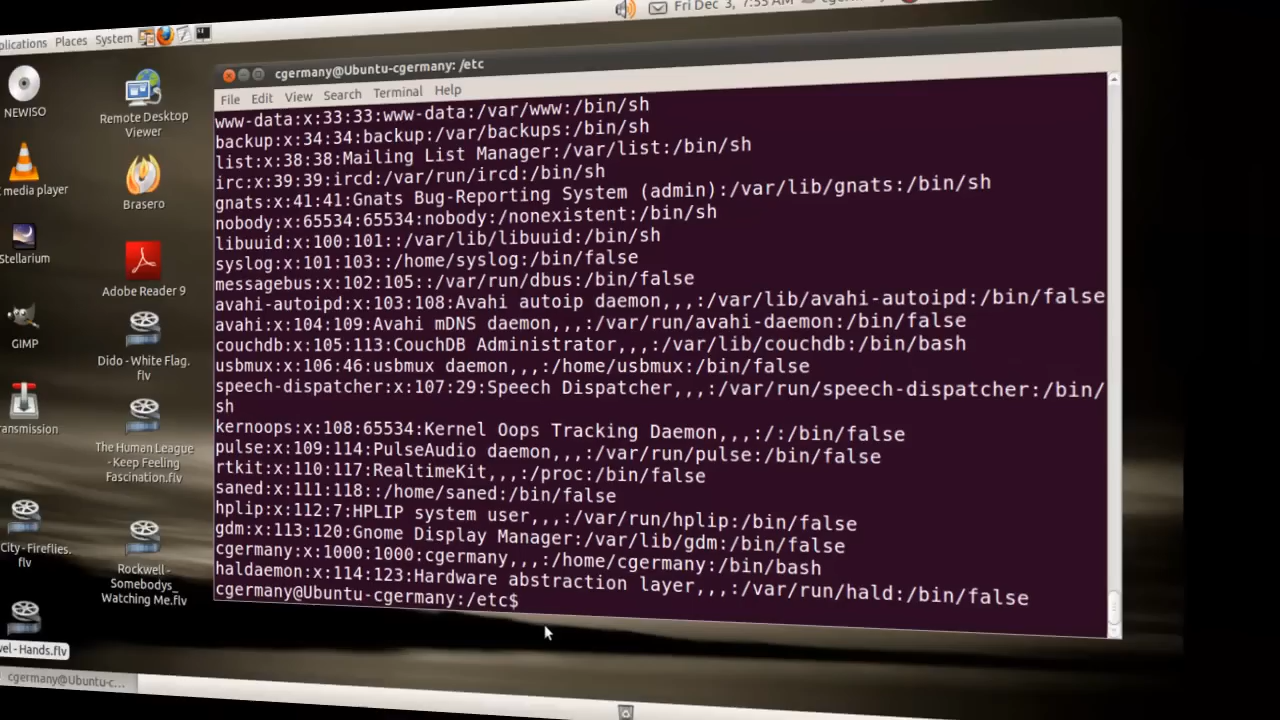 plications Places System
Fri Dec 3, 7:55 AM
cgermany
NEWISO
media player
Stellarium
GIMP
ansmission
City - Fireflies.
flv
wel - Hands.flv
Remote Desktop
Viewer
Brasero
Adobe Reader 9
Dido - White Flag.
flv
The Human League
- Keep Feeling
Fascination.flv
Rockwell -
Somebodys_
Watching Me.flv
cgermany@Ubuntu-cgermany: /etc
File Edit View Search Terminal Help
www-data:x:33:33:www-data:/var/www:/bin/sh
backup:x:34:34:backup:/var/backups:/bin/sh
list:x:38:38:Mailing List Manager:/var/list:/bin/sh
irc:x:39:39:ircd:/var/run/ircd:/bin/sh
gnats:x:41:41:Gnats Bug-Reporting System (admin):/var/lib/gnats:/bin/sh
nobody:x:65534:65534:nobody:/nonexistent:/bin/sh
libuuid:x:100:101::/var/lib/libuuid:/bin/sh
syslog:x:101:103::/home/syslog:/bin/false
messagebus:x:102:105::/var/run/dbus:/bin/false
avahi-autoipd:x:103:108:Avahi autoip daemon,,,:/var/lib/avahi-autoipd:/bin/false
avahi:x:104:109:Avahi mDNS daemon,,,:/var/run/avahi-daemon:/bin/false
couchdb:x:105:113:CouchDB Administrator,,,:/var/lib/couchdb:/bin/bash
usbmux:x:106:46:usbmux daemon,,,:/home/usbmux:/bin/false
speech-dispatcher:x:107:29:Speech Dispatcher,,,:/var/run/speech-dispatcher:/bin/
sh
kernoops:x:108:65534:Kernel Oops Tracking Daemon,,,:/:/bin/false
pulse:x:109:114:PulseAudio daemon,,,:/var/run/pulse:/bin/false
rtkit:x:110:117:RealtimeKit,,,:/proc:/bin/false
saned:x:111:118::/home/saned:/bin/false
hplip:x:112:7:HPLIP system user,,,:/var/run/hplip:/bin/false
gdm:x:113:120:Gnome Display Manager:/var/lib/gdm:/bin/false
cgermany:x:1000:1000:cgermany,,,:/home/cgermany:/bin/bash
haldaemon:x:114:123:Hardware abstraction layer,,,:/var/run/hald:/bin/false
cgermany@Ubuntu-cgermany:/etc$
cgermany@Ubuntu-c...